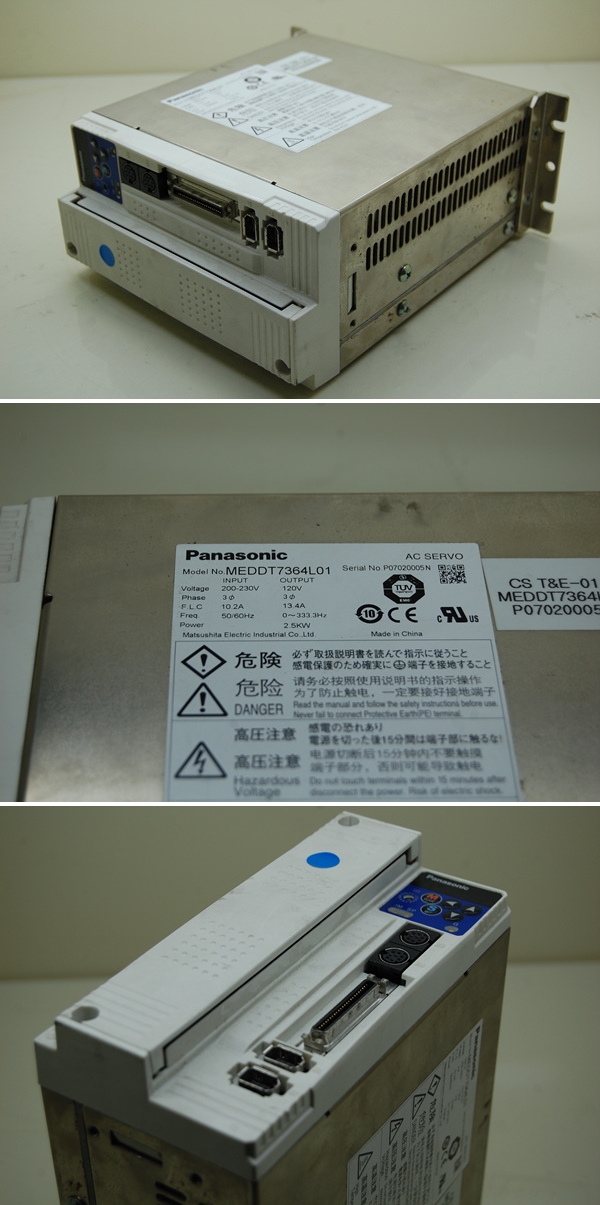 Panasonic
Panasonic
AC SERVO
Model No. MEDDT7364L01
Serial No. P07020005N
INPUT OUTPUT
Voltage 200-230V 120V
Phase 3ϕ 3ϕ
F.L.C 10.2A 13.4A
Freq. 50/60Hz 0～333.3Hz
Power 2.5KW
Matsushita Electric Industrial Co.,Ltd.
Made in China
TÜV
10
CE
C UL US
CS T&E-01
MEDDT7364
P07020005
危険
必ず取扱説明書を読んで指示に従うこと
感電保護のため確実に端子を接地すること
危险
请务必按照使用说明书的指示操作
为了防止触电，一定要接好接地端子
DANGER
Read the manual and follow the safety instructions before use.
Never fail to connect Protective Earth(PE) terminal.
高圧注意
感電の恐れあり
電源を切った後15分間は端子部に触るな!
高压注意
电源切断后15分钟内不要触摸
端子部分，否则可能导致触电
Hazardous
Voltage
Do not touch terminals within 15 minutes after
disconnect the power. Risk of electric shock.
Panasonic
M
S
Panasonic